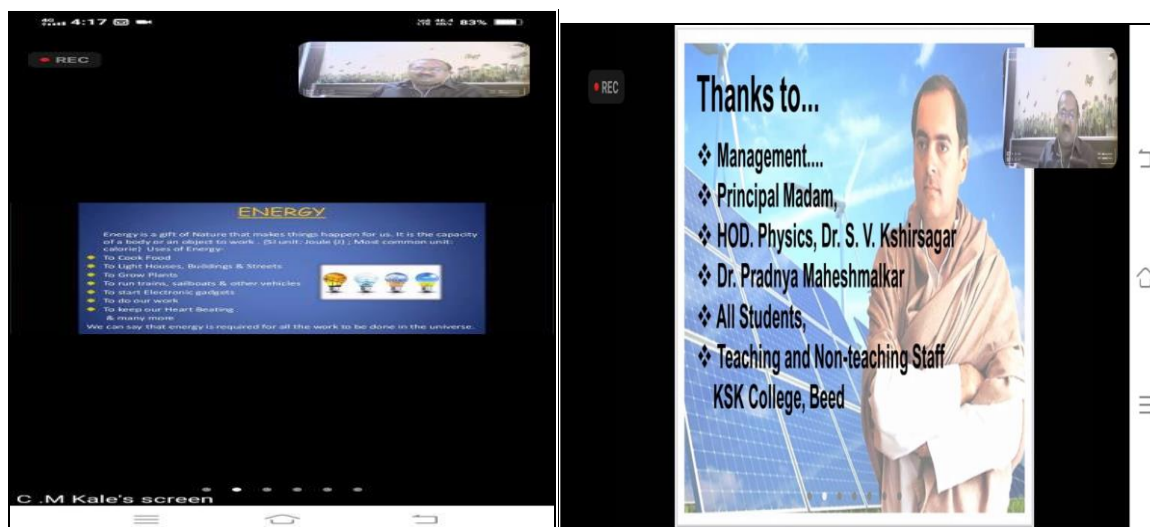 4:17
83%
REC
ENERGY
Energy is a gift of Nature that makes things happen for us. It is the capacity
of a body or an object to work . (SI unit: Joule (J) ; Most common unit:
calorie) Uses of Energy-
To Cook Food
To Light Houses, Buildings & Streets
To Grow Plants
To run trains, sailboats & other vehicles
To start Electronic gadgets
To do our work
To keep our Heart Beating
& many more
We can say that energy is required for all the work to be done in the universe.
C .M Kale's screen
REC
Thanks to...
❖ Management....
❖ Principal Madam,
❖ HOD. Physics, Dr. S. V. Kshirsagar
❖ Dr. Pradnya Maheshmalkar
❖ All Students,
❖ Teaching and Non-teaching Staff
KSK College, Beed